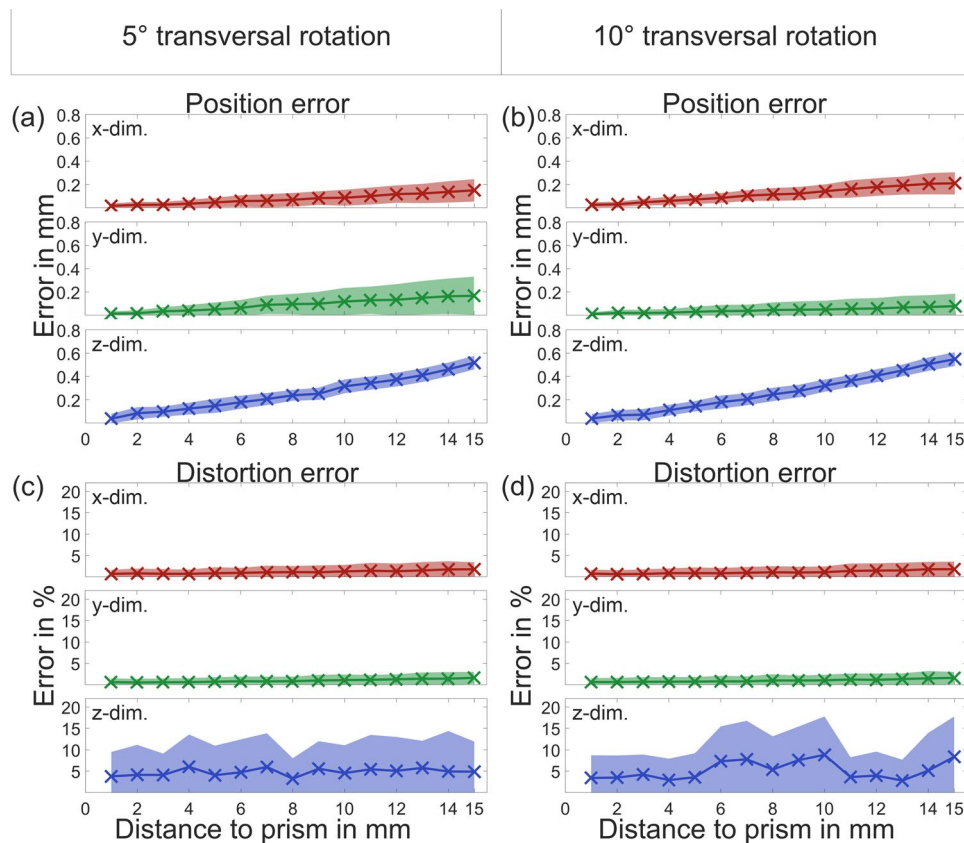 5° transversal rotation
10° transversal rotation
(a)
Position error
Error in mm
x-dim.
0.8
0.6
0.4
0.2
y-dim.
0.8
0.6
0.4
0.2
z-dim.
0.8
0.6
0.4
0.2
0 2 4 6 8 10 12 14 15
(b)
Position error
Error in mm
x-dim.
0.8
0.6
0.4
0.2
y-dim.
0.8
0.6
0.4
0.2
z-dim.
0.8
0.6
0.4
0.2
0 2 4 6 8 10 12 14 15
(c)
Distortion error
Error in %
x-dim.
20
15
10
5
y-dim.
20
15
10
5
z-dim.
20
15
10
5
0 2 4 6 8 10 12 14 15
Distance to prism in mm
(d)
Distortion error
Error in %
x-dim.
20
15
10
5
y-dim.
20
15
10
5
z-dim.
20
15
10
5
0 2 4 6 8 10 12 14 15
Distance to prism in mm